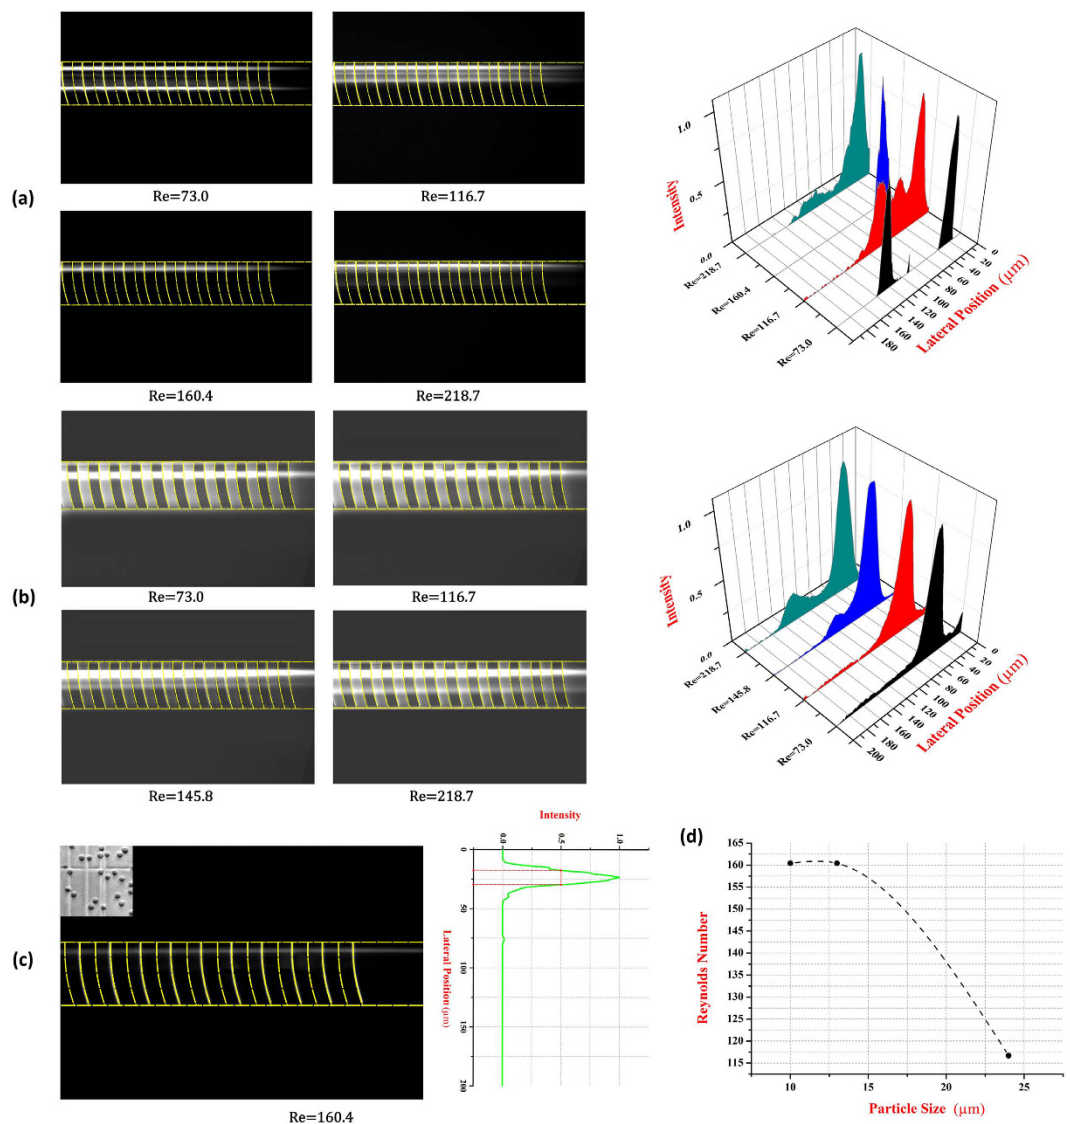 (a)
Re=73.0
Re=116.7
Re=160.4
Re=218.7
Intensity
1.0
0.5
0.0
Re=218.7
Re=160.4
Re=116.7
Re=73.0
0
20
40
60
80
100
120
140
160
180
Lateral Position (μm)
(b)
Re=73.0
Re=116.7
Re=145.8
Re=218.7
Intensity
1.0
0.5
0.0
Re=218.7
Re=145.8
Re=116.7
Re=73.0
0
20
40
60
80
100
120
140
160
180
200
Lateral Position (μm)
(c)
Re=160.4
Intensity
0.0
0.5
1.0
0
50
100
150
200
Lateral Position (μm)
(d)
Reynolds Number
165
160
155
150
145
140
135
130
125
120
115
10
15
20
25
Particle Size (μm)